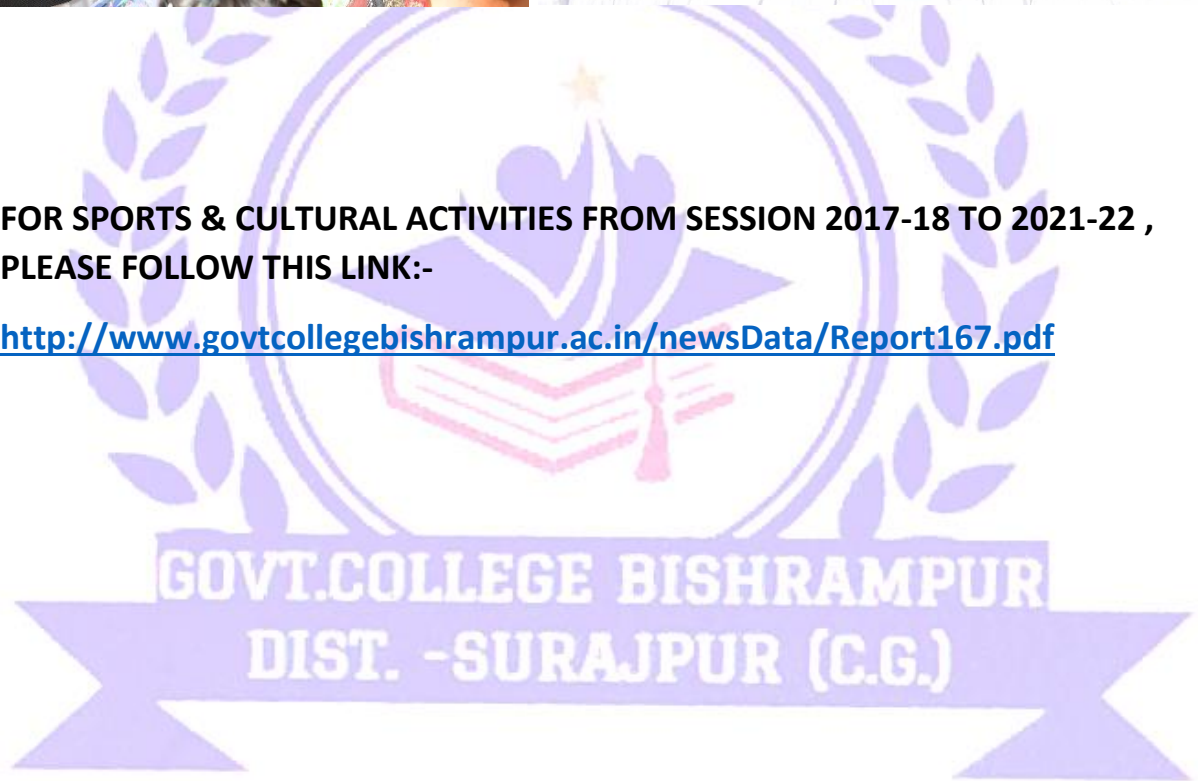 FOR SPORTS & CULTURAL ACTIVITIES FROM SESSION 2017-18 TO 2021-22 ,
PLEASE FOLLOW THIS LINK:-
http://www.govtcollegebishrampur.ac.in/newsData/Report167.pdf
GOVT.COLLEGE BISHRAMPUR
DIST. -SURAJPUR (C.G.)